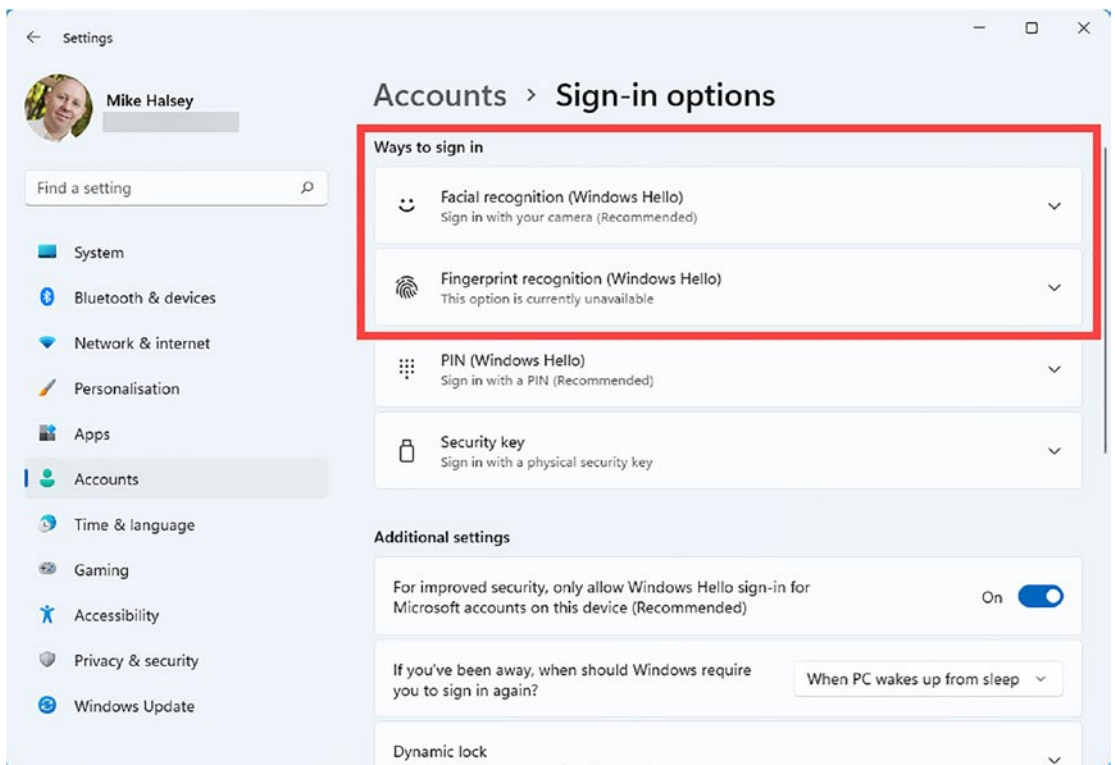 Settings
Mike Halsey
Find a setting
System
Bluetooth & devices
Network & internet
Personalisation
Apps
Accounts
Time & language
Gaming
Accessibility
Privacy & security
Windows Update
Accounts > Sign-in options
Ways to sign in
Facial recognition (Windows Hello)
Sign in with your camera (Recommended)
Fingerprint recognition (Windows Hello)
This option is currently unavailable
PIN (Windows Hello)
Sign in with a PIN (Recommended)
Security key
Sign in with a physical security key
Additional settings
For improved security, only allow Windows Hello sign-in for
Microsoft accounts on this device (Recommended)
On
If you've been away, when should Windows require
you to sign in again?
When PC wakes up from sleep
Dynamic lock